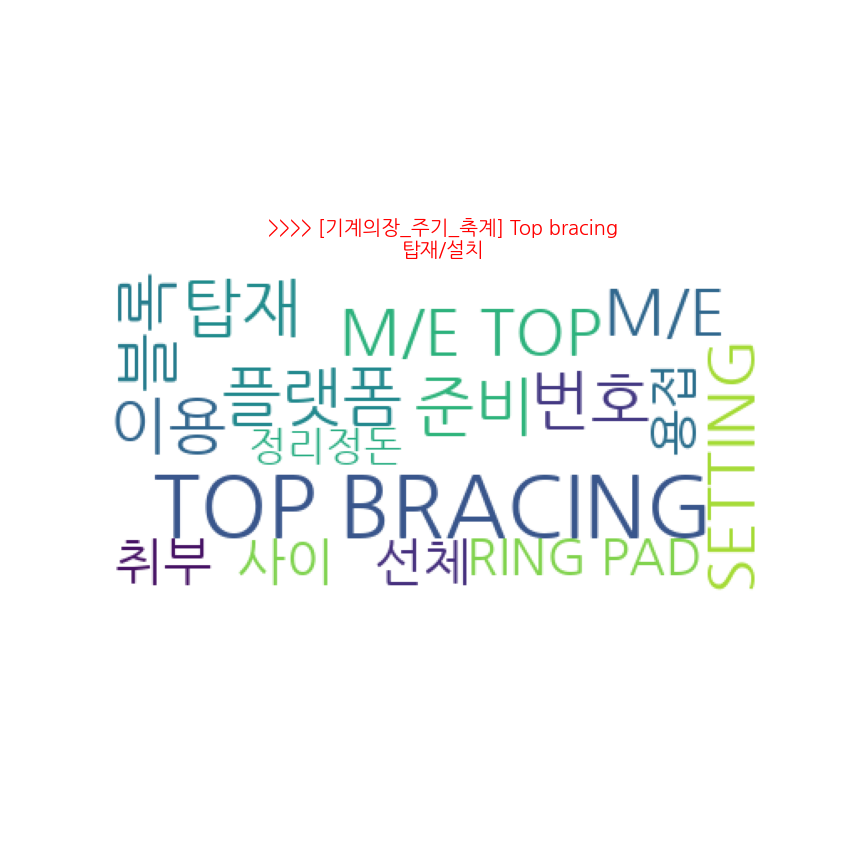 >>>> [기계의장_주기_축계] Top bracing
탑재/설치
블록
탑재
M/E TOP
M/E
이용
플랫폼
준비
번호
용접
SETTING
정리정돈
TOP BRACING
취부
사이
선체
RING PAD